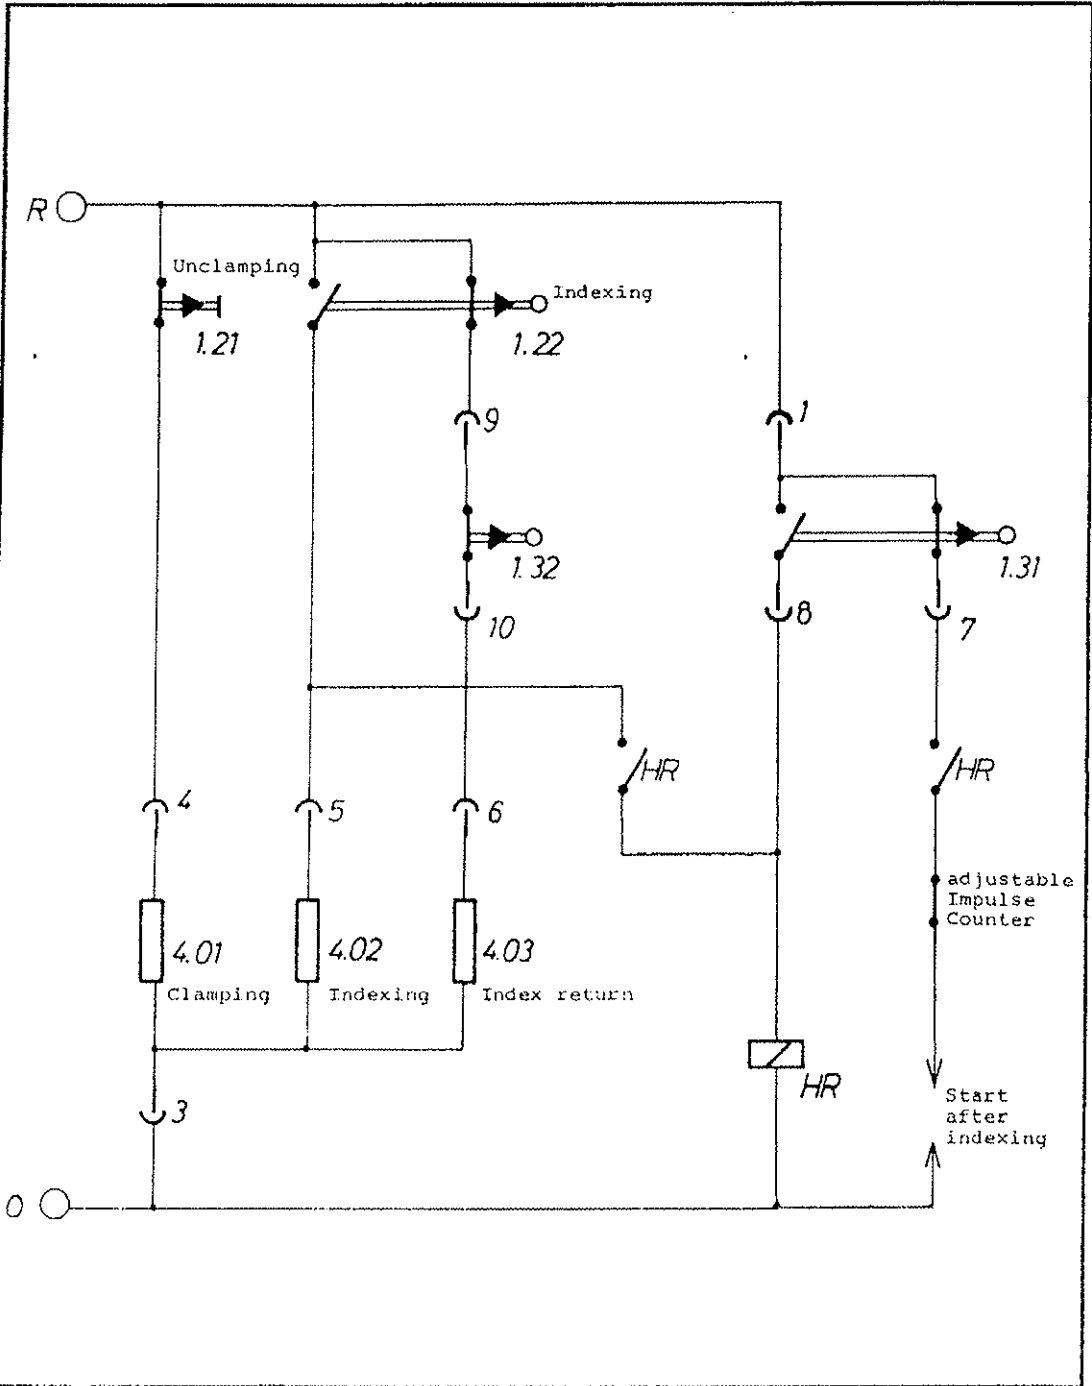 R
Unclamping
Indexing
1.21
1.22
9
1
1.32
1.31
10
8
7
HR
HR
4
5
6
adjustable
Impulse
Counter
4.01
4.02
4.03
Clamping
Indexing
Index return
HR
3
Start
after
indexing
0